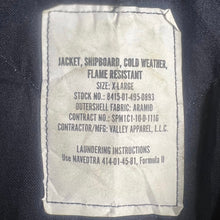 JACKET, SHIPBOARD, COLD WEATHER,
FLAME RESISTANT
SIZE: X-LARGE
STOCK NO.: 8415-01-495-0893
OUTERSHELL FABRIC: ARAMID
CONTRACT NO.: SPM1C1-10-D-1116
CONTRACTOR/MFG: VALLEY APPAREL, L.L.C.
LAUNDERING INSTRUCTIONS
Use NAVEDTRA 414-01-45-81, Formula II